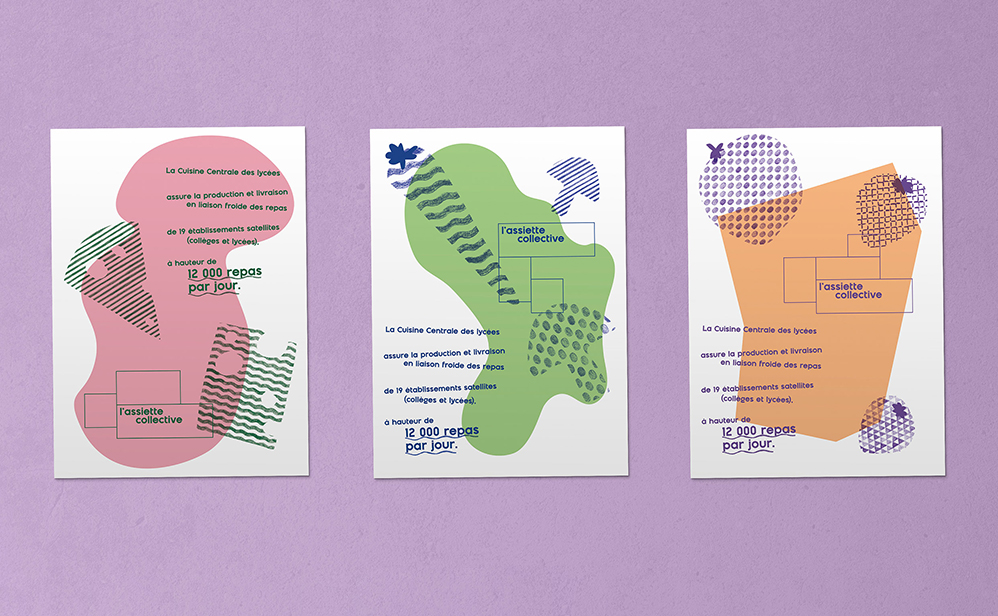 La Cuisine Centrale des lycées
assure la production et livraison
en liaison froide des repas
de 19 établissements satellites
(collèges et lycées),
à hauteur de
12 000 repas
par jour.
l'assiette
collective
l'assiette
collective
La Cuisine Centrale des lycées
assure la production et livraison
en liaison froide des repas
de 19 établissements satellites
(collèges et lycées),
à hauteur de
12 000 repas
par jour.
l'assiette
collective
La Cuisine Centrale des lycées
assure la production et livraison
en liaison froide des repas
de 19 établissements satellites
(collèges et lycées),
à hauteur de
12 000 repas
par jour.